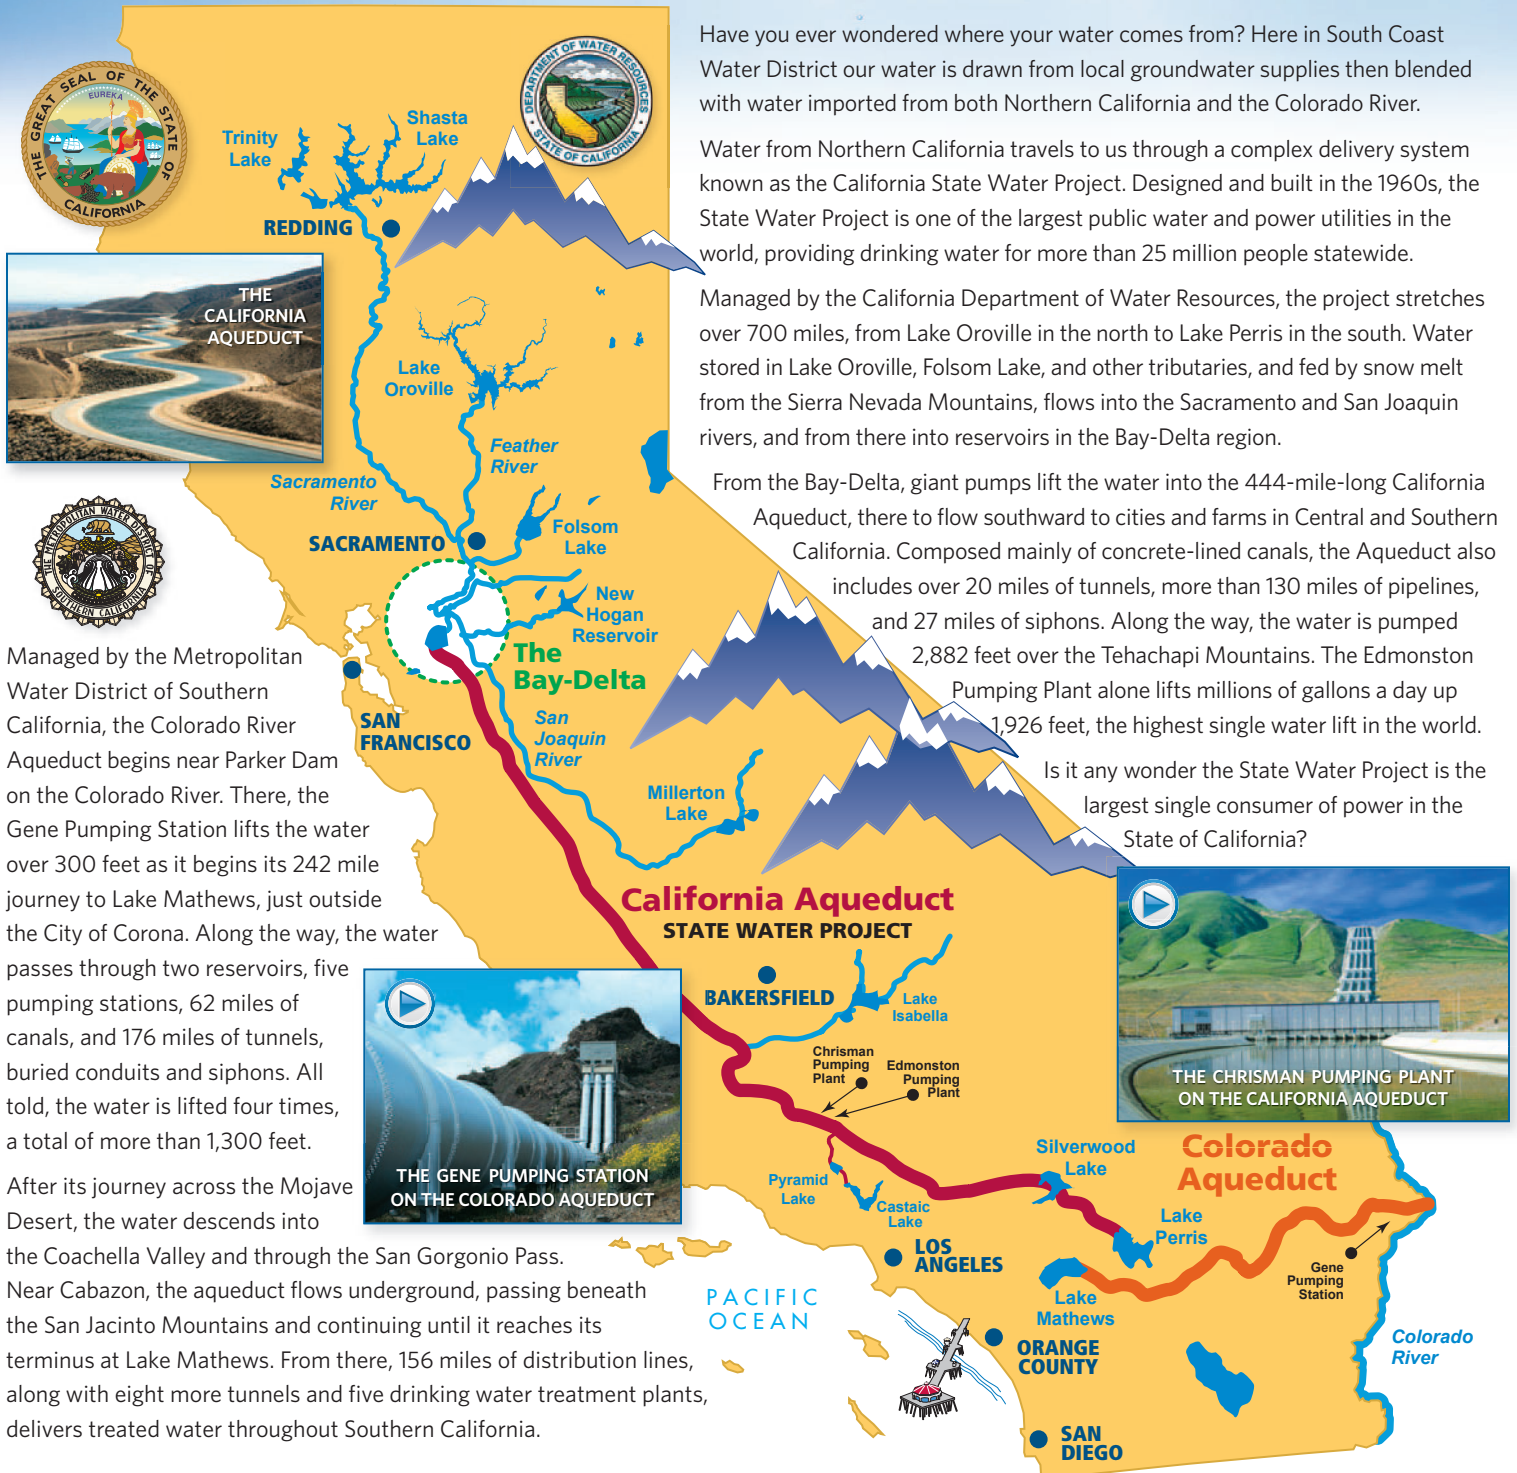 Have you ever wondered where your water comes from? Here in South Coast
Water District our water is drawn from local groundwater supplies then blended
with water imported from both Northern California and the Colorado River.
Water from Northern California travels to us through a complex delivery system
known as the California State Water Project. Designed and built in the 1960s, the
State Water Project is one of the largest public water and power utilities in the
world, providing drinking water for more than 25 million people statewide.
Managed by the California Department of Water Resources, the project stretches
over 700 miles, from Lake Oroville in the north to Lake Perris in the south. Water
stored in Lake Oroville, Folsom Lake, and other tributaries, and fed by snow melt
from the Sierra Nevada Mountains, flows into the Sacramento and San Joaquin
rivers, and from there into reservoirs in the Bay-Delta region.
From the Bay-Delta, giant pumps lift the water into the 444-mile-long California
Aqueduct, there to flow southward to cities and farms in Central and Southern
California. Composed mainly of concrete-lined canals, the Aqueduct also
includes over 20 miles of tunnels, more than 130 miles of pipelines,
and 27 miles of siphons. Along the way, the water is pumped
2,882 feet over the Tehachapi Mountains. The Edmonston
Pumping Plant alone lifts millions of gallons a day up
1,926 feet, the highest single water lift in the world.
Is it any wonder the State Water Project is the
largest single consumer of power in the
State of California?
THE GREAT SEAL OF THE STATE OF
EUREKA
CALIFORNIA
DEPARTMENT OF WATER RESOURCES
STATE OF CALIFORNIA
Trinity
Lake
Shasta
Lake
REDDING
THE
CALIFORNIA
AQUEDUCT
Lake
Oroville
Feather
River
Sacramento
River
SACRAMENTO
Folsom
Lake
New
Hogan
Reservoir
The
Bay-Delta
SAN
FRANCISCO
San
Joaquin
River
Millerton
Lake
THE METROPOLITAN WATER DISTRICT OF
SOUTHERN CALIFORNIA
Managed by the Metropolitan
Water District of Southern
California, the Colorado River
Aqueduct begins near Parker Dam
on the Colorado River. There, the
Gene Pumping Station lifts the water
over 300 feet as it begins its 242 mile
journey to Lake Mathews, just outside
the City of Corona. Along the way, the water
passes through two reservoirs, five
pumping stations, 62 miles of
canals, and 176 miles of tunnels,
buried conduits and siphons. All
told, the water is lifted four times,
a total of more than 1,300 feet.
After its journey across the Mojave
Desert, the water descends into
the Coachella Valley and through the San Gorgonio Pass.
Near Cabazon, the aqueduct flows underground, passing beneath
the San Jacinto Mountains and continuing until it reaches its
terminus at Lake Mathews. From there, 156 miles of distribution lines,
along with eight more tunnels and five drinking water treatment plants,
delivers treated water throughout Southern California.
California Aqueduct
STATE WATER PROJECT
BAKERSFIELD
Lake
Isabella
Chrisman
Pumping
Plant
Edmonston
Pumping
Plant
THE GENE PUMPING STATION
ON THE COLORADO AQUEDUCT
THE CHRISMAN PUMPING PLANT
ON THE CALIFORNIA AQUEDUCT
Pyramid
Lake
Castaic
Lake
Silverwood
Lake
Colorado
Aqueduct
Lake
Perris
LOS
ANGELES
Gene
Pumping
Station
Lake
Mathews
PACIFIC
OCEAN
ORANGE
COUNTY
Colorado
River
SAN
DIEGO